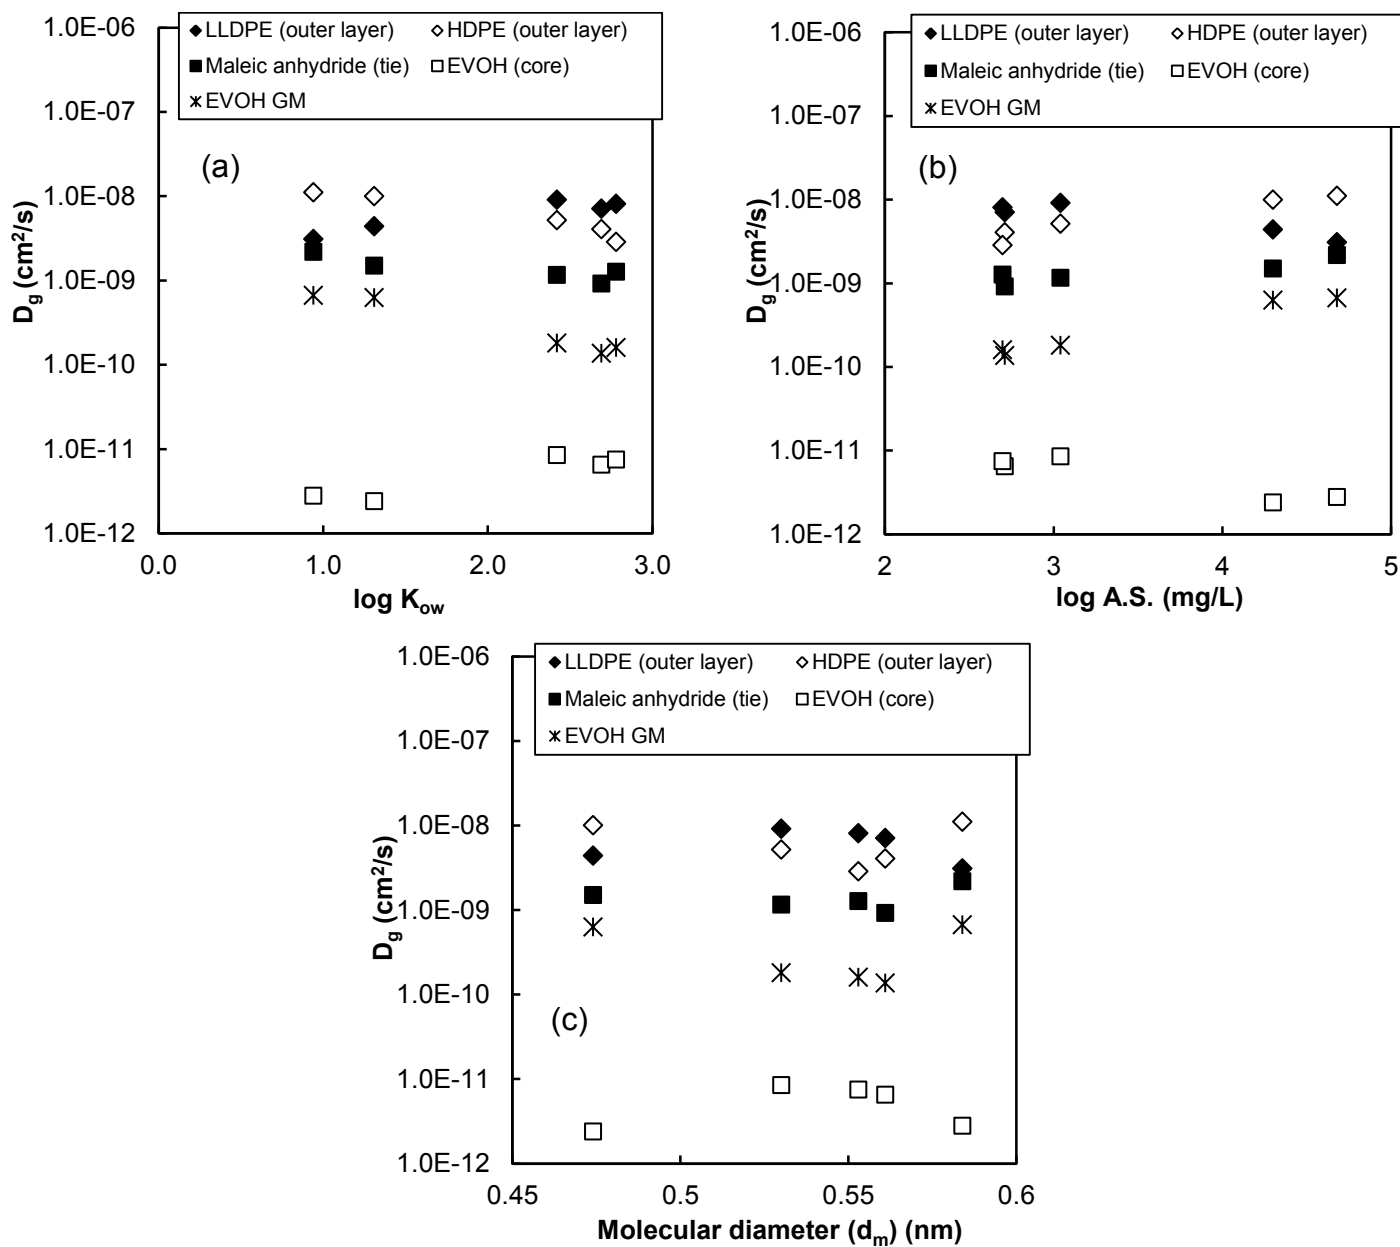 LLDPE (outer layer) HDPE (outer layer)
Maleic anhydride (tie) EVOH (core)
EVOH GM
(a)
1.0E-06
1.0E-07
1.0E-08
1.0E-09
1.0E-10
1.0E-11
1.0E-12
Dg (cm²/s)
0.0 1.0 2.0 3.0
log Kow
LLDPE (outer layer) HDPE (outer layer)
Maleic anhydride (tie) EVOH (core)
EVOH GM
(b)
1.0E-06
1.0E-07
1.0E-08
1.0E-09
1.0E-10
1.0E-11
1.0E-12
Dg (cm²/s)
2 3 4 5
log A.S. (mg/L)
LLDPE (outer layer) HDPE (outer layer)
Maleic anhydride (tie) EVOH (core)
EVOH GM
(c)
1.0E-06
1.0E-07
1.0E-08
1.0E-09
1.0E-10
1.0E-11
1.0E-12
Dg (cm²/s)
0.45 0.5 0.55 0.6
Molecular diameter (dm) (nm)